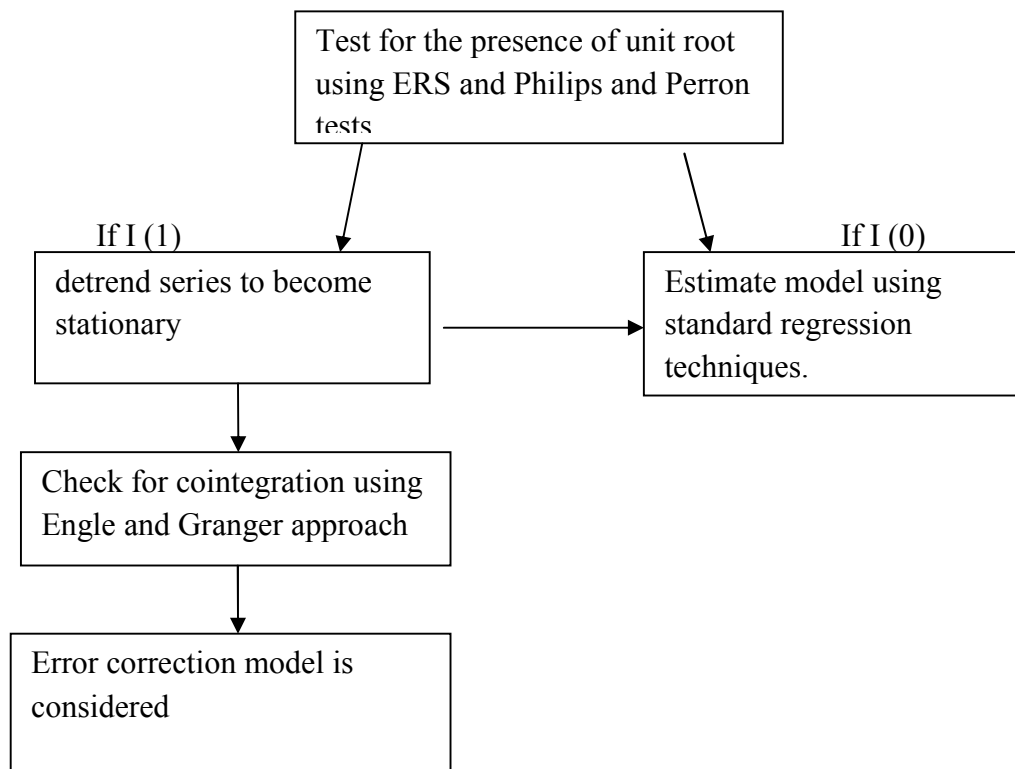 Test for the presence of unit root
using ERS and Philips and Perron
tests
If I (1)
If I (0)
detrend series to become
stationary
Estimate model using
standard regression
techniques.
Check for cointegration using
Engle and Granger approach
Error correction model is
considered